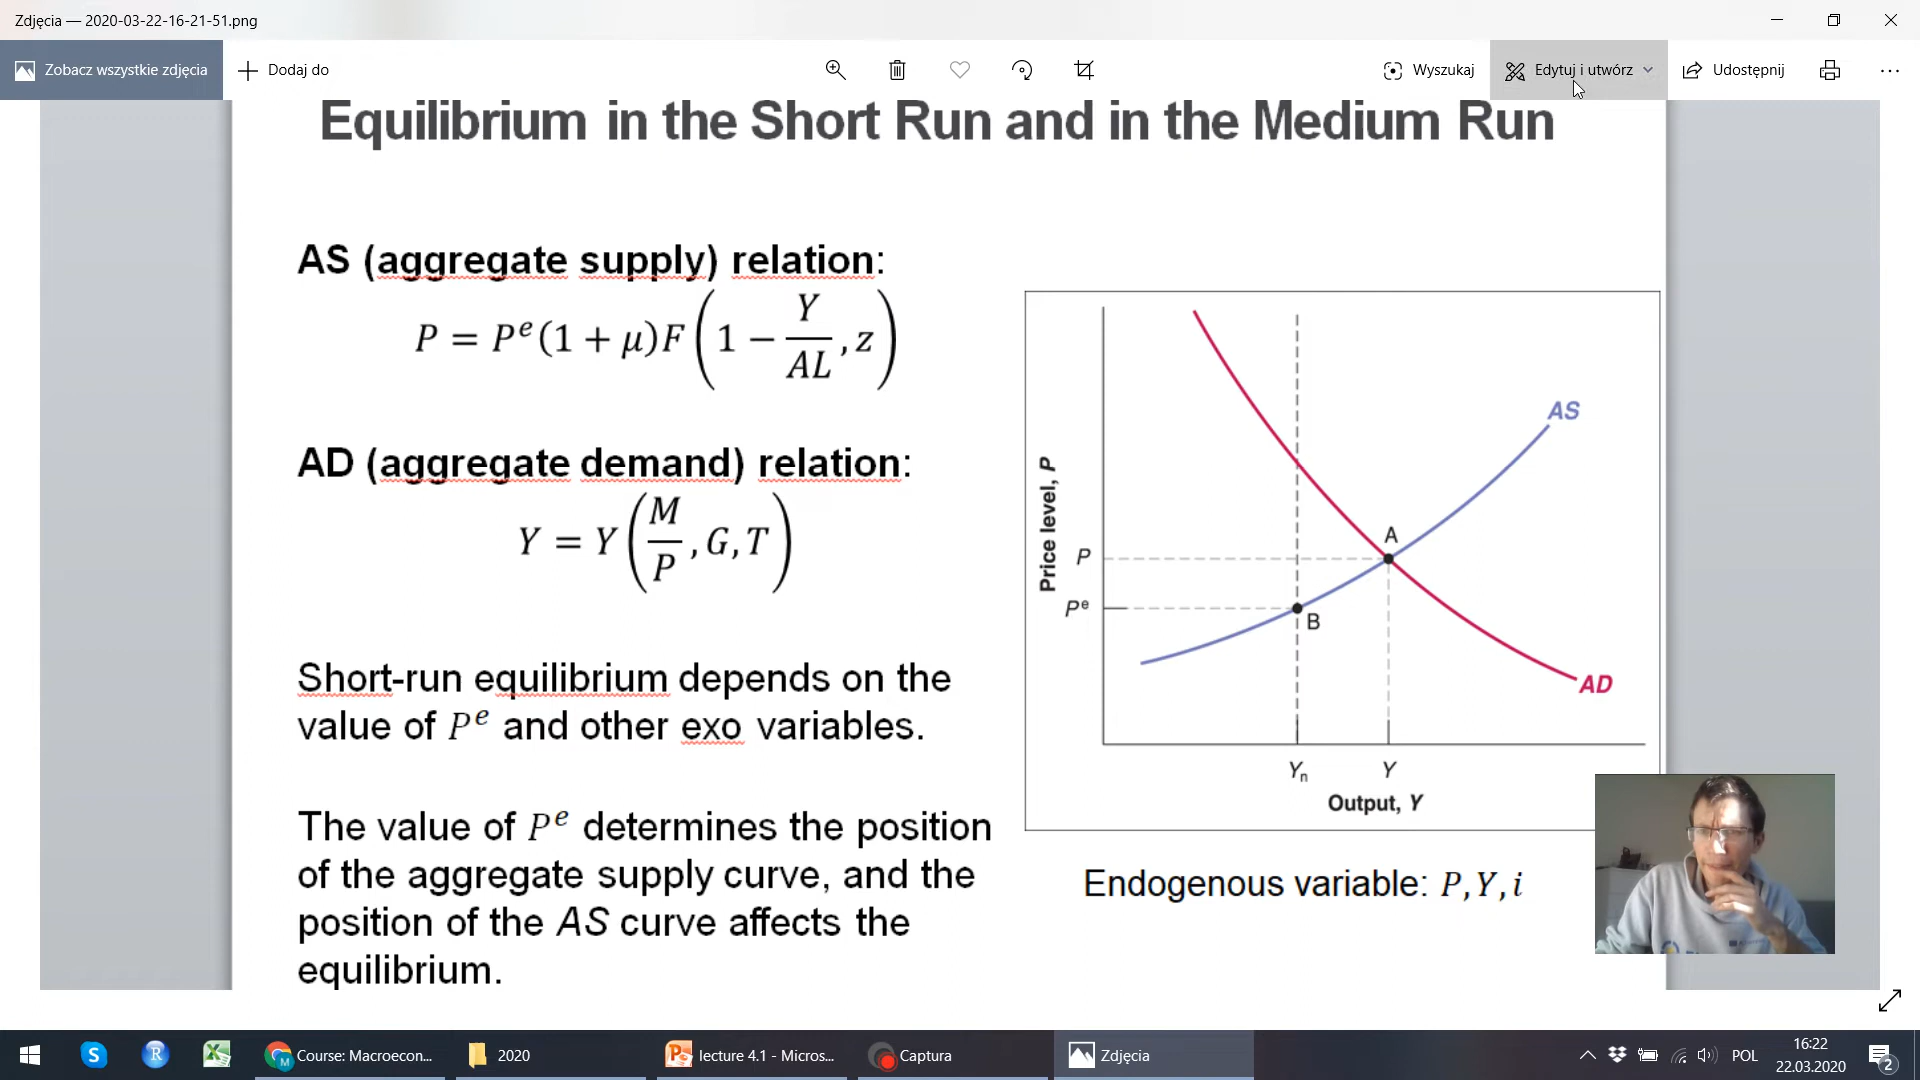 Zdjęcia — 2020-03-22-16-21-51.png
Zobacz wszystkie zdjęcia
Dodaj do
Wyszukaj
Edytuj i utwórz
Udostępnij
Equilibrium in the Short Run and in the Medium Run
AS (aggregate supply) relation:
P = P^e(1 + μ)F(1 − Y/AL, z)
AD (aggregate demand) relation:
Y = Y(M/P, G, T)
Short-run equilibrium depends on the
value of P^e and other exo variables.
The value of P^e determines the position
of the aggregate supply curve, and the
position of the AS curve affects the
equilibrium.
Price level, P
AS
A
P
P^e
B
AD
Y_n
Y
Output, Y
Endogenous variable: P, Y, i
Course: Macroecon...
2020
lecture 4.1 - Micros...
Captura
Zdjęcia
POL
16:22
22.03.2020
2